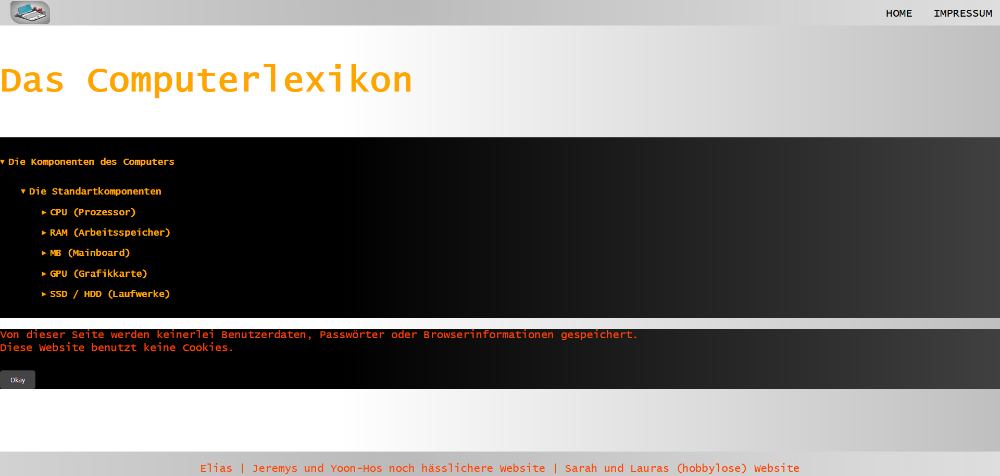 HOME IMPRESSUM
Das Computerlexikon
▼ Die Komponenten des Computers
▼ Die Standartkomponenten
► CPU (Prozessor)
► RAM (Arbeitsspeicher)
► MB (Mainboard)
► GPU (Grafikkarte)
► SSD / HDD (Laufwerke)
Von dieser Seite werden keinerlei Benutzerdaten, Passwörter oder Browserinformationen gespeichert.
Diese Website benutzt keine Cookies.
Okay
Elias | Jeremys und Yoon-Hos noch hässlichere Website | Sarah und Lauras (hobbylose) Website